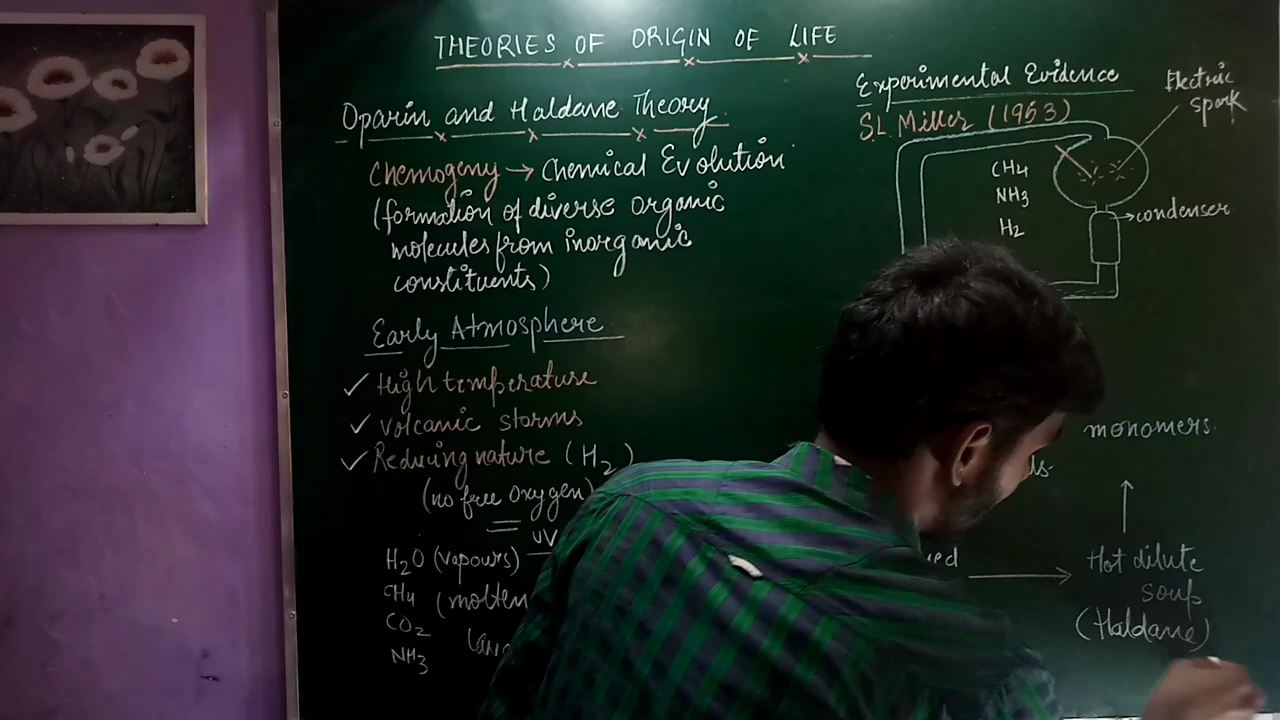 THEORIES OF ORIGIN OF LIFE
Oparin and Haldane Theory
Chemogeny → Chemical Evolution
(formation of diverse organic
molecules from inorganic
constituents)
Early Atmosphere
✓ High temperature
✓ Volcanic storms
✓ Reducing nature (H2)
(no free oxygen)
UV
H2O (vapours)
CH4 (molten
CO2
NH3
Experimental Evidence
S.L. Miller (1953)
Electric
spark
CH4
NH3
H2
condenser
monomers
Hot dilute
soup
(Haldane)